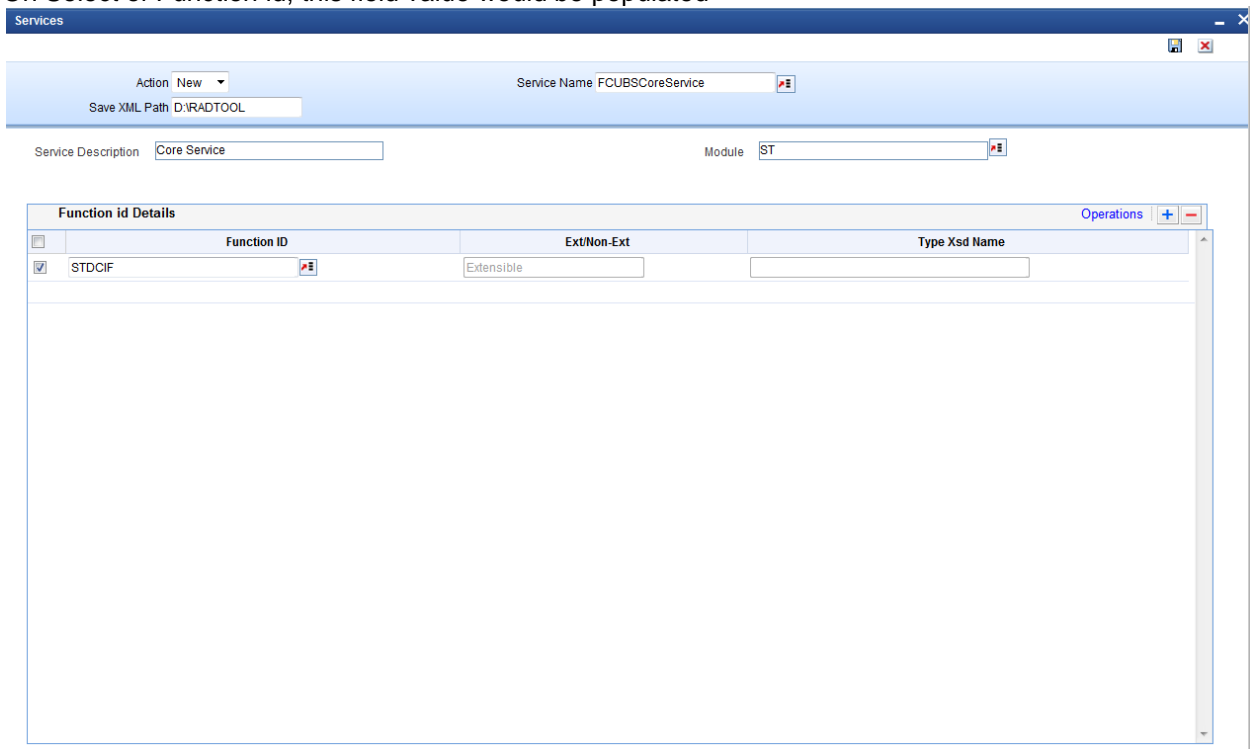 On Select of Function id, this field value would be populated
Services
Action New Service Name FCUBSCoreService
Save XML Path D:\RADTOOL
Service Description Core Service Module ST
Function id Details Operations
Function ID Ext/Non-Ext Type Xsd Name
STDCIF Extensible